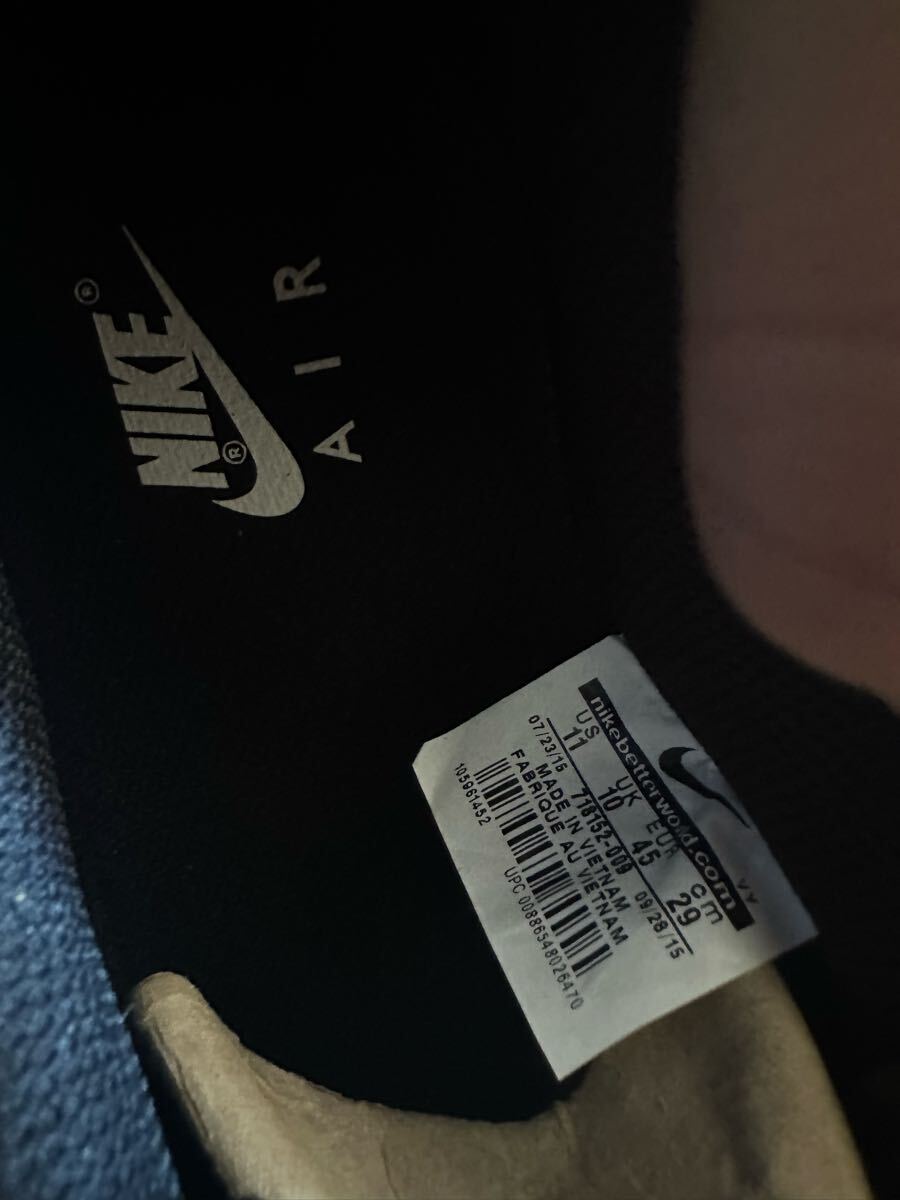 NIKE®
®
AIR
VY
nikebetterworld.com
US UK EUR cm
11 10 45 29
07/23/15 718152-009 09/28/15
MADE IN VIETNAM
FABRIQUE AU VIETNAM
105961452
UPC 00886548026470